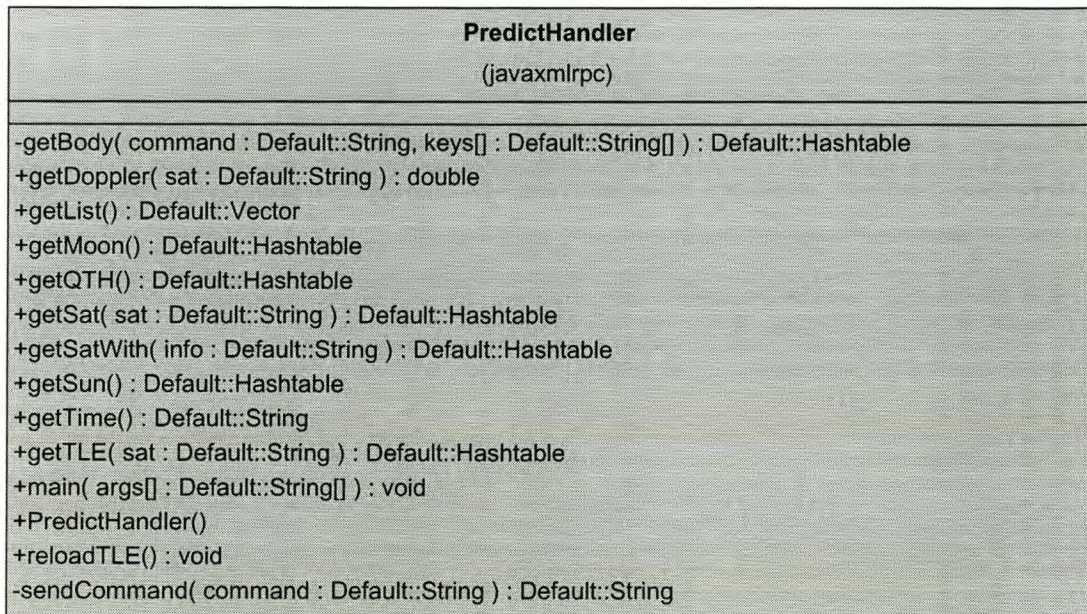 PredictHandler
(javaxmlrpc)
-getBody( command : Default::String, keys[] : Default::String[] ) : Default::Hashtable
+getDoppler( sat : Default::String ) : double
+getList() : Default::Vector
+getMoon() : Default::Hashtable
+getQTH() : Default::Hashtable
+getSat( sat : Default::String ) : Default::Hashtable
+getSatWith( info : Default::String ) : Default::Hashtable
+getSun() : Default::Hashtable
+getTime() : Default::String
+getTLE( sat : Default::String ) : Default::Hashtable
+main( args[] : Default::String[] ) : void
+PredictHandler()
+reloadTLE() : void
-sendCommand( command : Default::String ) : Default::String